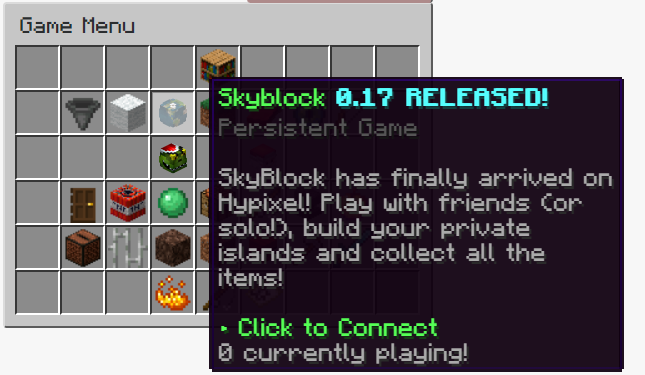 Game Menu
Skyblock 0.17 RELEASED!
Persistent Game
SkyBlock has finally arrived on
Hypixel! Play with friends (or
solo!), build your private
islands and collect all the
items!
▸ Click to Connect
0 currently playing!